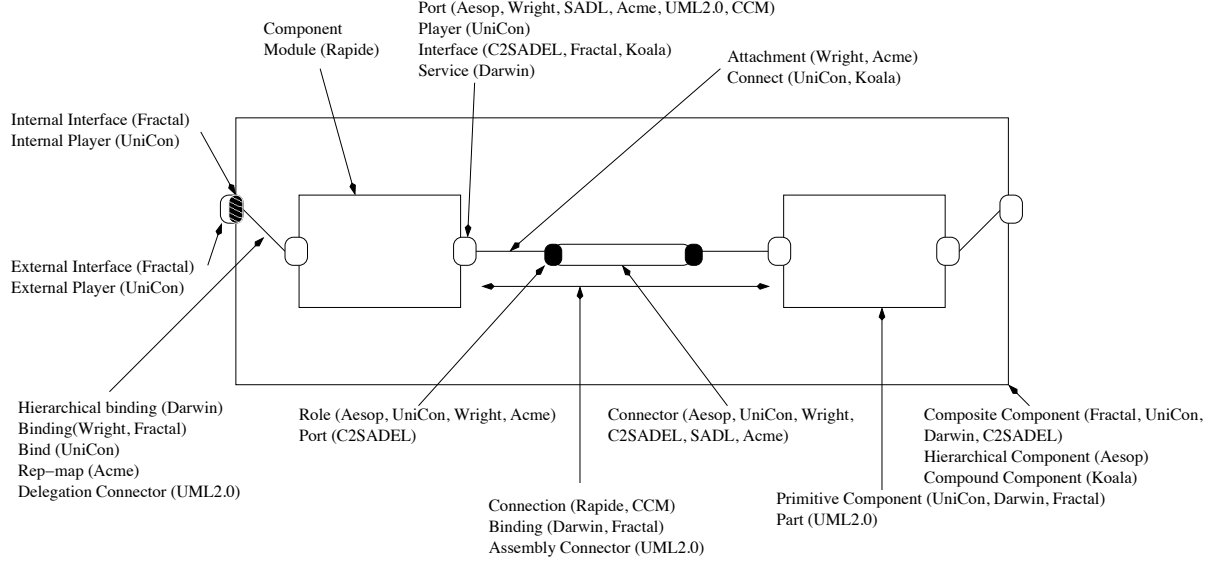 Port (Aesop, Wright, SADL, Acme, UML2.0, CCM)
Player (UniCon)
Interface (C2SADEL, Fractal, Koala)
Service (Darwin)
Component
Module (Rapide)
Attachment (Wright, Acme)
Connect (UniCon, Koala)
Internal Interface (Fractal)
Internal Player (UniCon)
External Interface (Fractal)
External Player (UniCon)
Hierarchical binding (Darwin)
Binding(Wright, Fractal)
Bind (UniCon)
Rep−map (Acme)
Delegation Connector (UML2.0)
Role (Aesop, UniCon, Wright, Acme)
Port (C2SADEL)
Connector (Aesop, UniCon, Wright,
C2SADEL, SADL, Acme)
Composite Component (Fractal, UniCon,
Darwin, C2SADEL)
Hierarchical Component (Aesop)
Compound Component (Koala)
Connection (Rapide, CCM)
Binding (Darwin, Fractal)
Assembly Connector (UML2.0)
Primitive Component (UniCon, Darwin, Fractal)
Part (UML2.0)